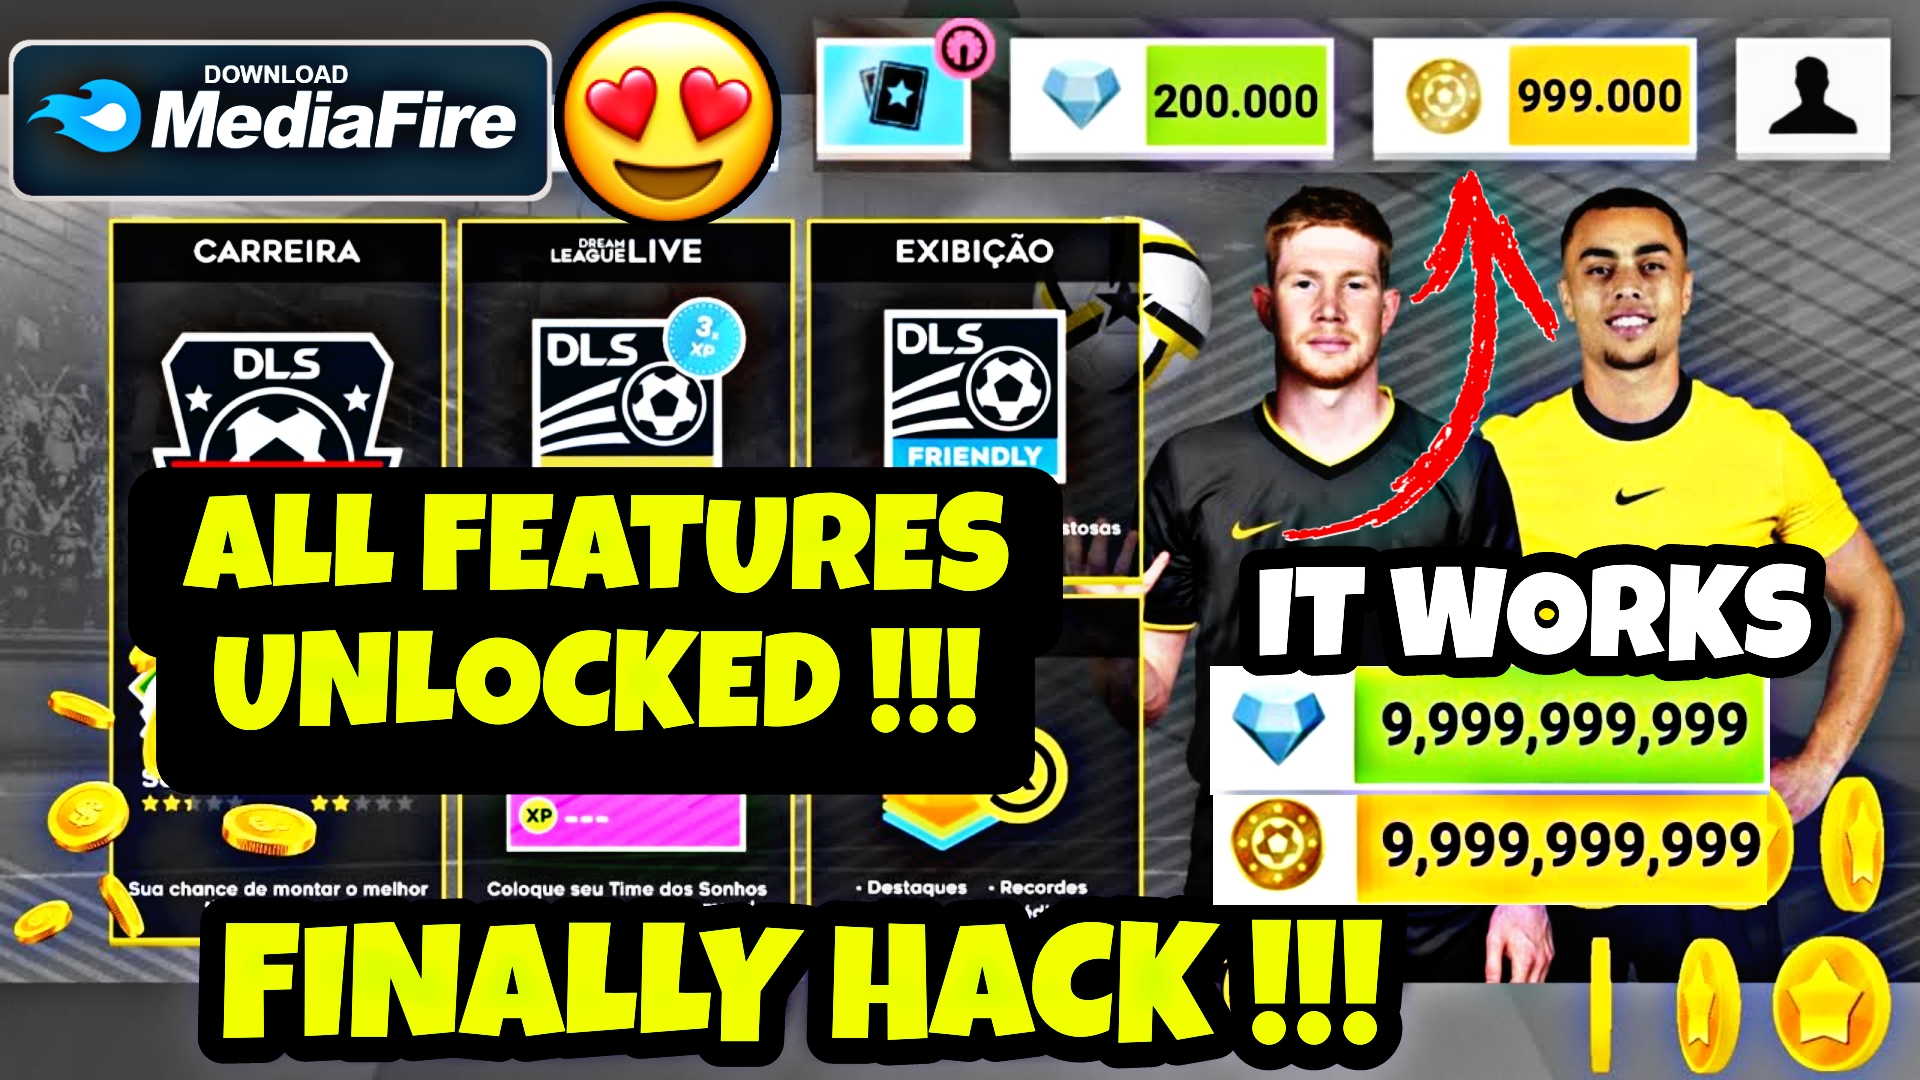 DOWNLOAD
MediaFire
200.000
999.000
CARREIRA
DREAM
LEAGUE LIVE
EXIBIÇÃO
DLS
DLS
3x
XP
DLS
FRIENDLY
stosas
ALL FEATURES
UNLOCKED !!!
IT WORKS
9,999,999,999
9,999,999,999
XP ---
Sua chance de montar o melhor
Coloque seu Time dos Sonhos
• Destaques • Recordes
FINALLY HACK !!!